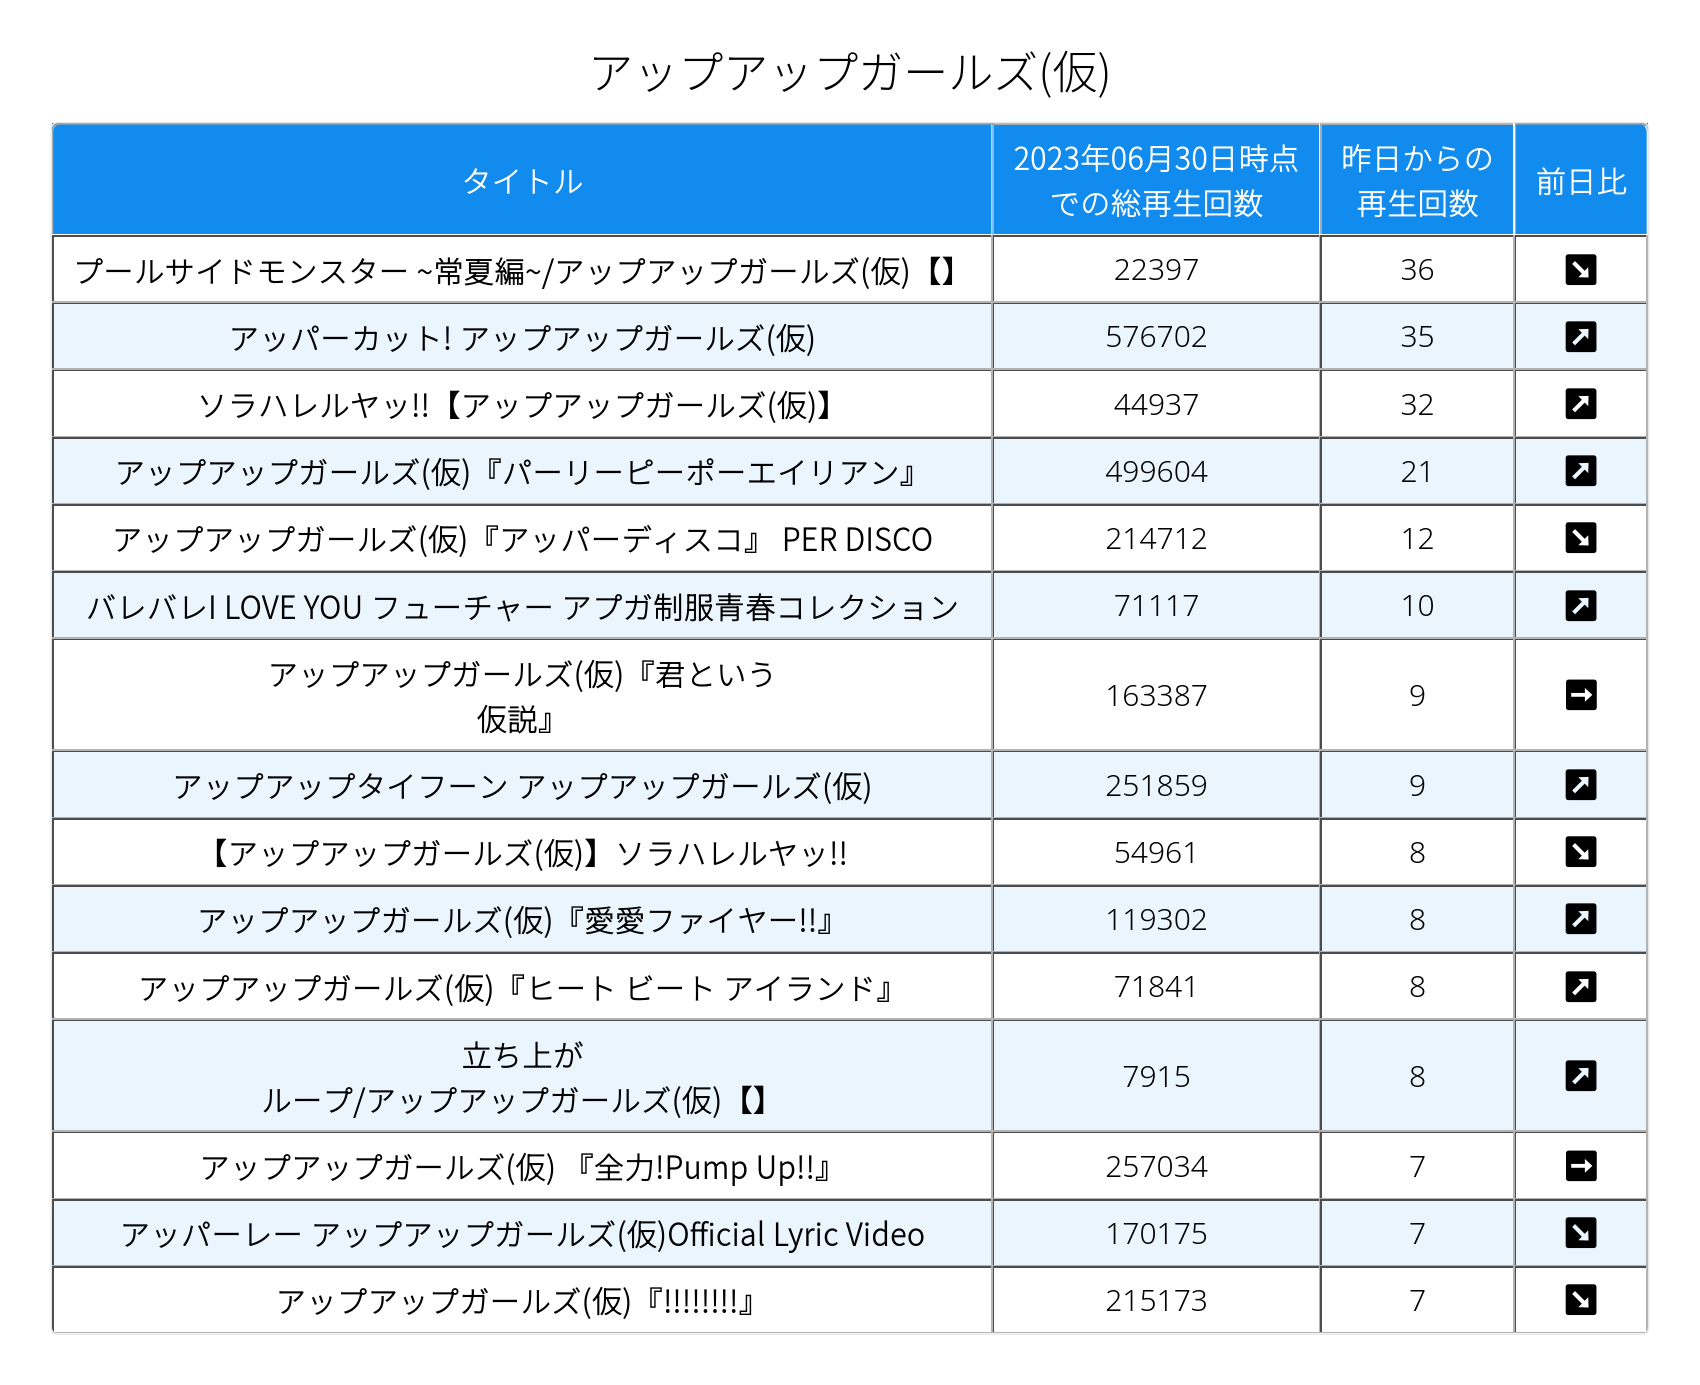 アップアップガールズ(仮)
タイトル 2023年06月30日時点での総再生回数 昨日からの再生回数 前日比
プールサイドモンスター ~常夏編~/アップアップガールズ(仮)【】 22397 36 ↘
アッパーカット! アップアップガールズ(仮) 576702 35 ↗
ソラハレルヤッ!!【アップアップガールズ(仮)】 44937 32 ↗
アップアップガールズ(仮)『パーリーピーポーエイリアン』 499604 21 ↗
アップアップガールズ(仮)『アッパーディスコ』 PER DISCO 214712 12 ↘
バレバレI LOVE YOU フューチャー アプガ制服青春コレクション 71117 10 ↗
アップアップガールズ(仮)『君という
仮説』 163387 9 →
アップアップタイフーン アップアップガールズ(仮) 251859 9 ↗
【アップアップガールズ(仮)】ソラハレルヤッ!! 54961 8 ↘
アップアップガールズ(仮)『愛愛ファイヤー!!』 119302 8 ↗
アップアップガールズ(仮)『ヒート ビート アイランド』 71841 8 ↗
立ち上が
ループ/アップアップガールズ(仮)【】 7915 8 ↗
アップアップガールズ(仮) 『全力!Pump Up!!』 257034 7 →
アッパーレー アップアップガールズ(仮)Official Lyric Video 170175 7 ↘
アップアップガールズ(仮)『!!!!!!!!』 215173 7 ↘